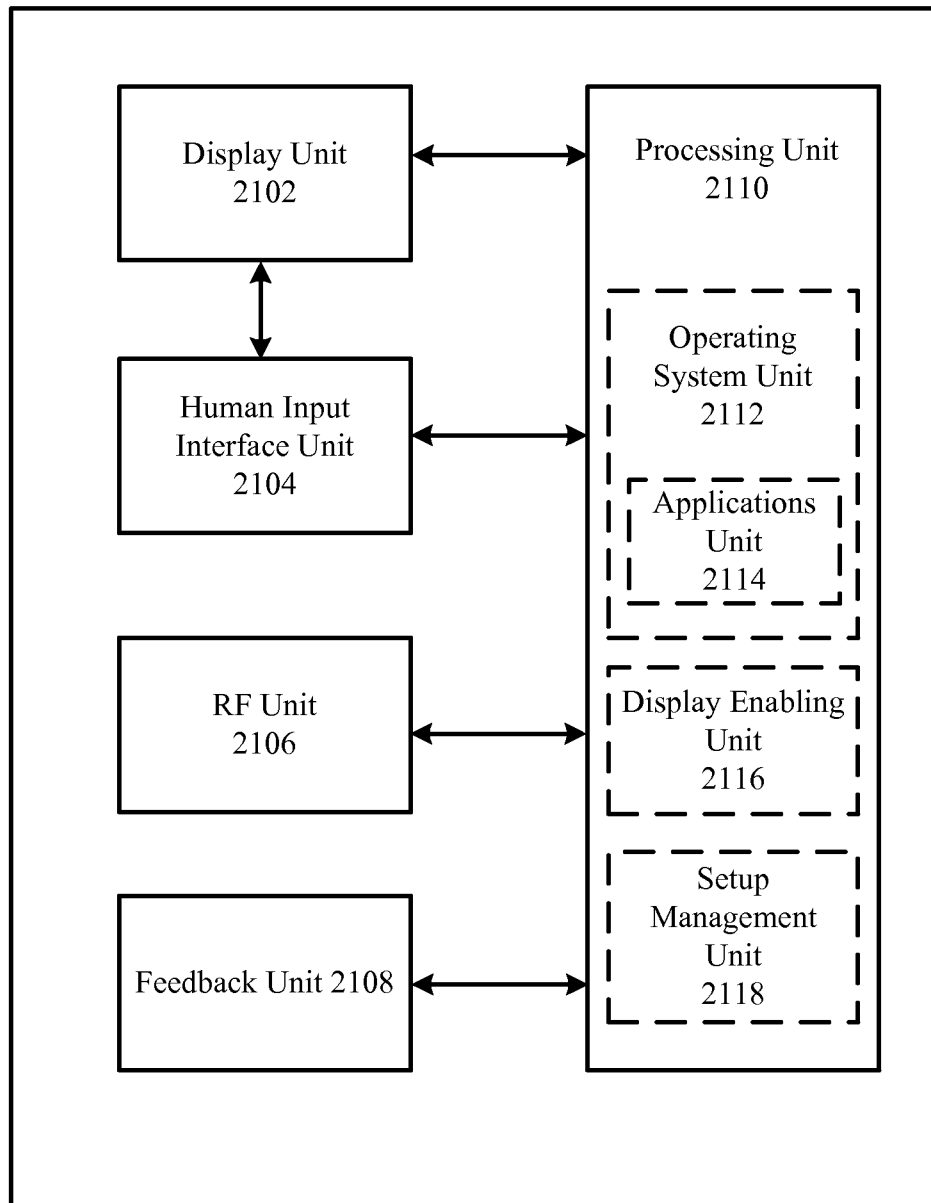 Display Unit
2102
Human Input
Interface Unit
2104
RF Unit
2106
Feedback Unit 2108
Processing Unit
2110
Operating
System Unit
2112
Applications
Unit
2114
Display Enabling
Unit
2116
Setup
Management
Unit
2118